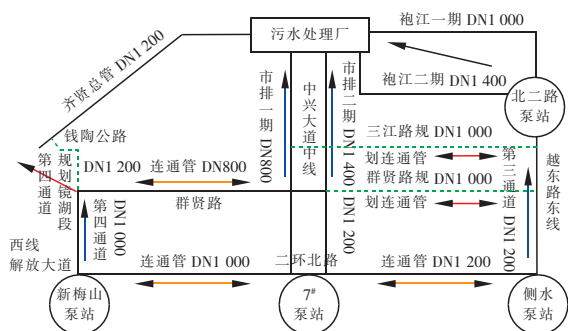 污水处理厂
袍江一期 DN1 000
袍江二期 DN1 400
北二路
泵站
齐贤总管 DN1 200
钱陶公路
第四通道
规划镜湖段
DN1 200
连通管 DN800
群贤路
市排一期 DN800
中兴大道中线
市排二期 DN1 400
DN1 200
三江路规 DN1 000
划连通管
群贤路规 DN1 000
划连通管
第三通道 DN1 200
越东路东线
第四通道
DN1 000
西线
解放大道
连通管 DN1 000
二环北路
连通管 DN1 200
新梅山
泵站
7#
泵站
侧水
泵站